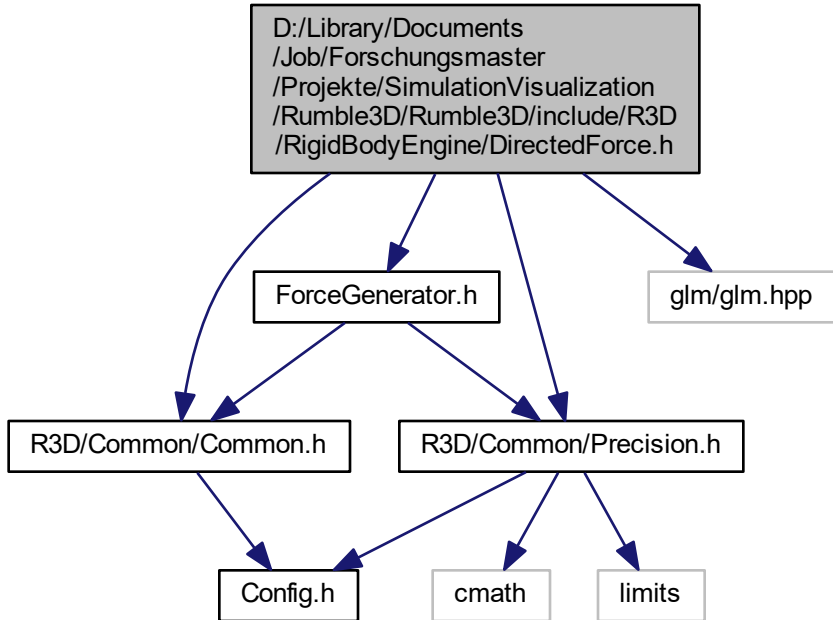 D:/Library/Documents
/Job/Forschungsmaster
/Projekte/SimulationVisualization
/Rumble3D/Rumble3D/include/R3D
/RigidBodyEngine/DirectedForce.h
ForceGenerator.h
glm/glm.hpp
R3D/Common/Common.h
R3D/Common/Precision.h
Config.h
cmath
limits